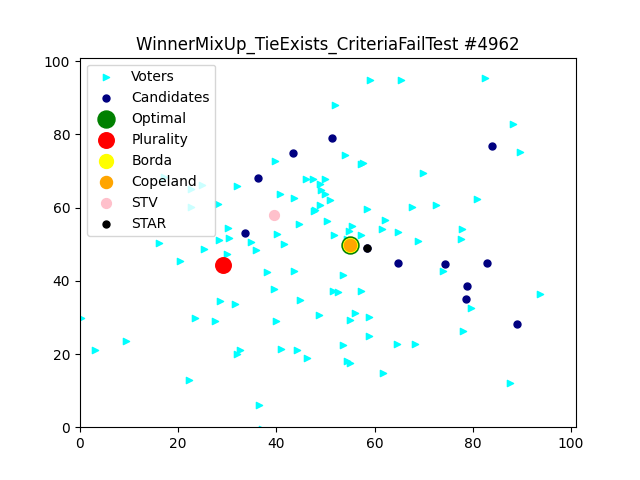 WinnerMixUp_TieExists_CriteriaFailTest #4962
100
80
60
40
20
0
0 20 40 60 80 100
Voters
Candidates
Optimal
Plurality
Borda
Copeland
STV
STAR